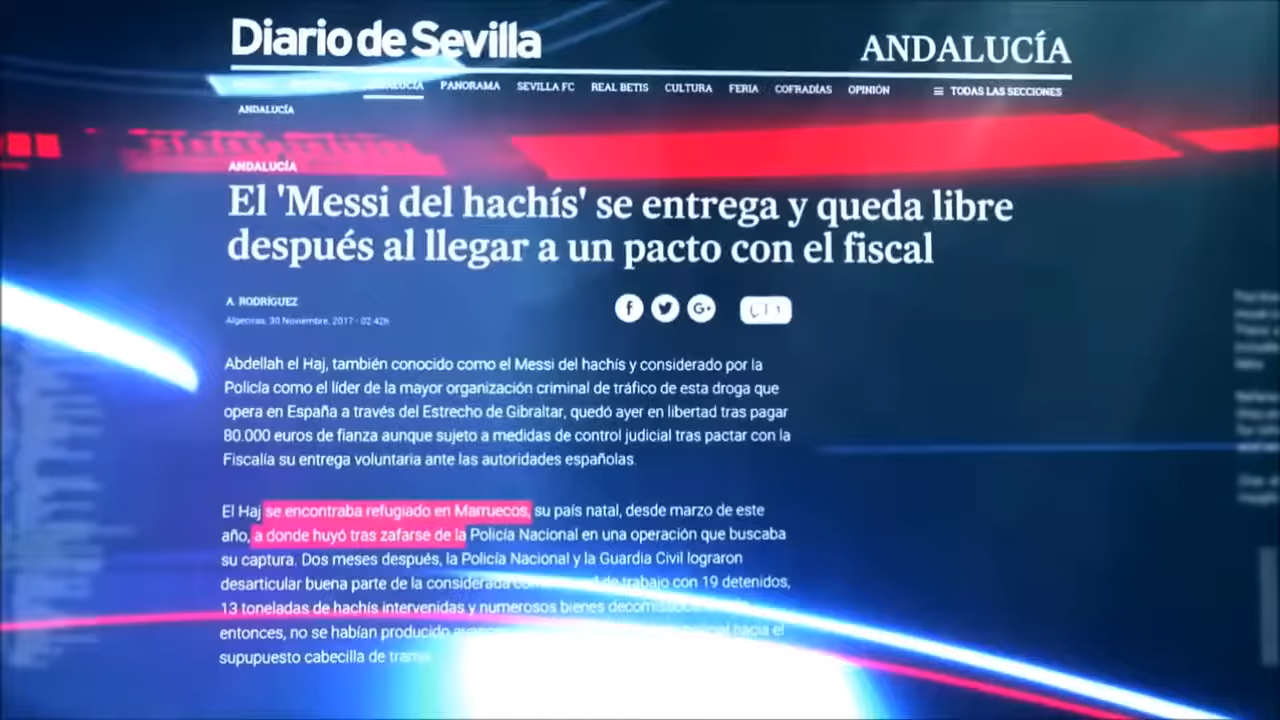 Diario de Sevilla
ANDALUCÍA
PANORAMA SEVILLA FC REAL BETIS CULTURA FERIA COFRADÍAS OPINIÓN ≡ TODAS LAS SECCIONES
ANDALUCÍA
ANDALUCÍA
El 'Messi del hachís' se entrega y queda libre
después al llegar a un pacto con el fiscal
A. RODRÍGUEZ
Algeciras, 30 Noviembre, 2017 - 02:42h
Abdellah el Haj, también conocido como el Messi del hachís y considerado por la
Policía como el líder de la mayor organización criminal de tráfico de esta droga que
opera en España a través del Estrecho de Gibraltar, quedó ayer en libertad tras pagar
80.000 euros de fianza aunque sujeto a medidas de control judicial tras pactar con la
Fiscalía su entrega voluntaria ante las autoridades españolas.
El Haj se encontraba refugiado en Marruecos, su país natal, desde marzo de este
año, a donde huyó tras zafarse de la Policía Nacional en una operación que buscaba
su captura. Dos meses después, la Policía Nacional y la Guardia Civil lograron
desarticular buena parte de la considerada de trabajo con 19 detenidos,
13 toneladas de hachís intervenidas y numerosos bienes
entonces, no se habían producido hacia el
supupuesto cabecilla de